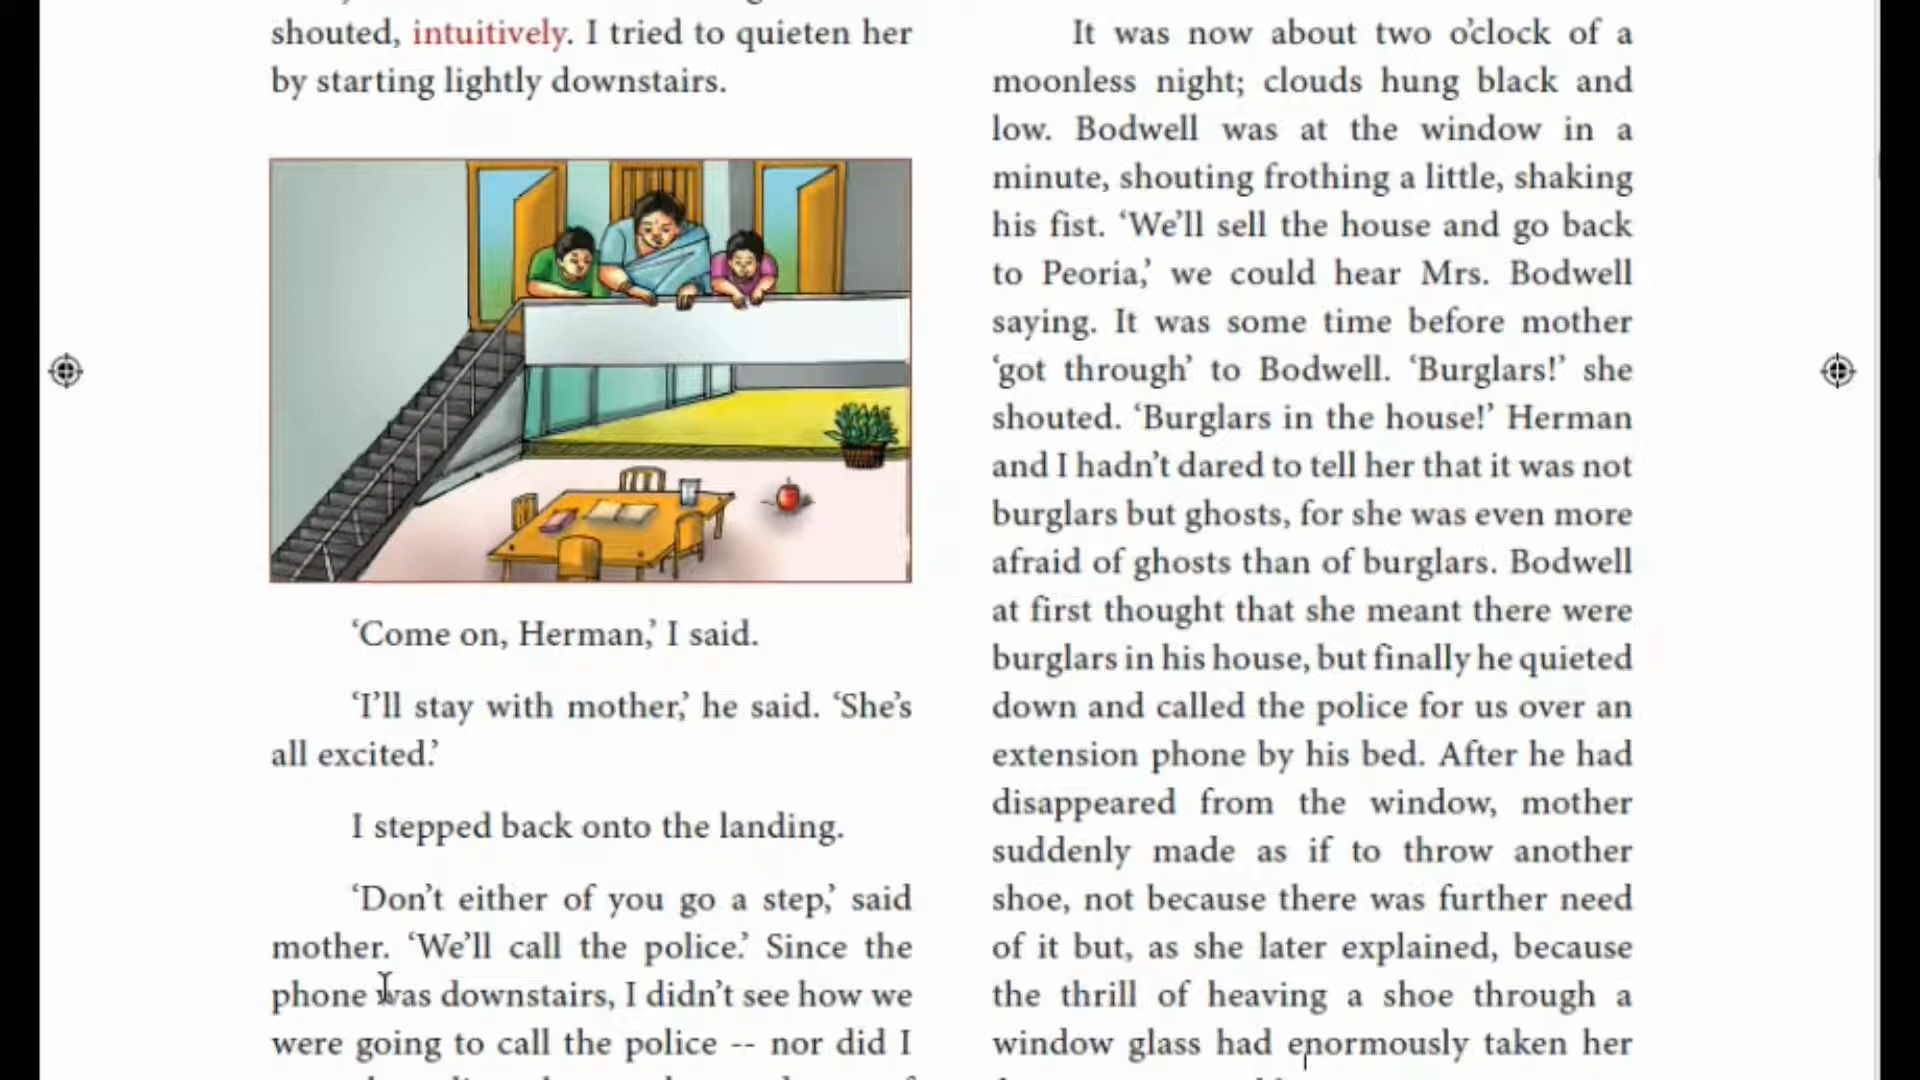 shouted, intuitively. I tried to quieten her
by starting lightly downstairs.
‘Come on, Herman,’ I said.
‘I’ll stay with mother,’ he said. ‘She’s
all excited.’
I stepped back onto the landing.
‘Don’t either of you go a step,’ said
mother. ‘We’ll call the police.’ Since the
phone was downstairs, I didn’t see how we
were going to call the police -- nor did I
It was now about two o’clock of a
moonless night; clouds hung black and
low. Bodwell was at the window in a
minute, shouting frothing a little, shaking
his fist. ‘We’ll sell the house and go back
to Peoria,’ we could hear Mrs. Bodwell
saying. It was some time before mother
‘got through’ to Bodwell. ‘Burglars!’ she
shouted. ‘Burglars in the house!’ Herman
and I hadn’t dared to tell her that it was not
burglars but ghosts, for she was even more
afraid of ghosts than of burglars. Bodwell
at first thought that she meant there were
burglars in his house, but finally he quieted
down and called the police for us over an
extension phone by his bed. After he had
disappeared from the window, mother
suddenly made as if to throw another
shoe, not because there was further need
of it but, as she later explained, because
the thrill of heaving a shoe through a
window glass had enormously taken her